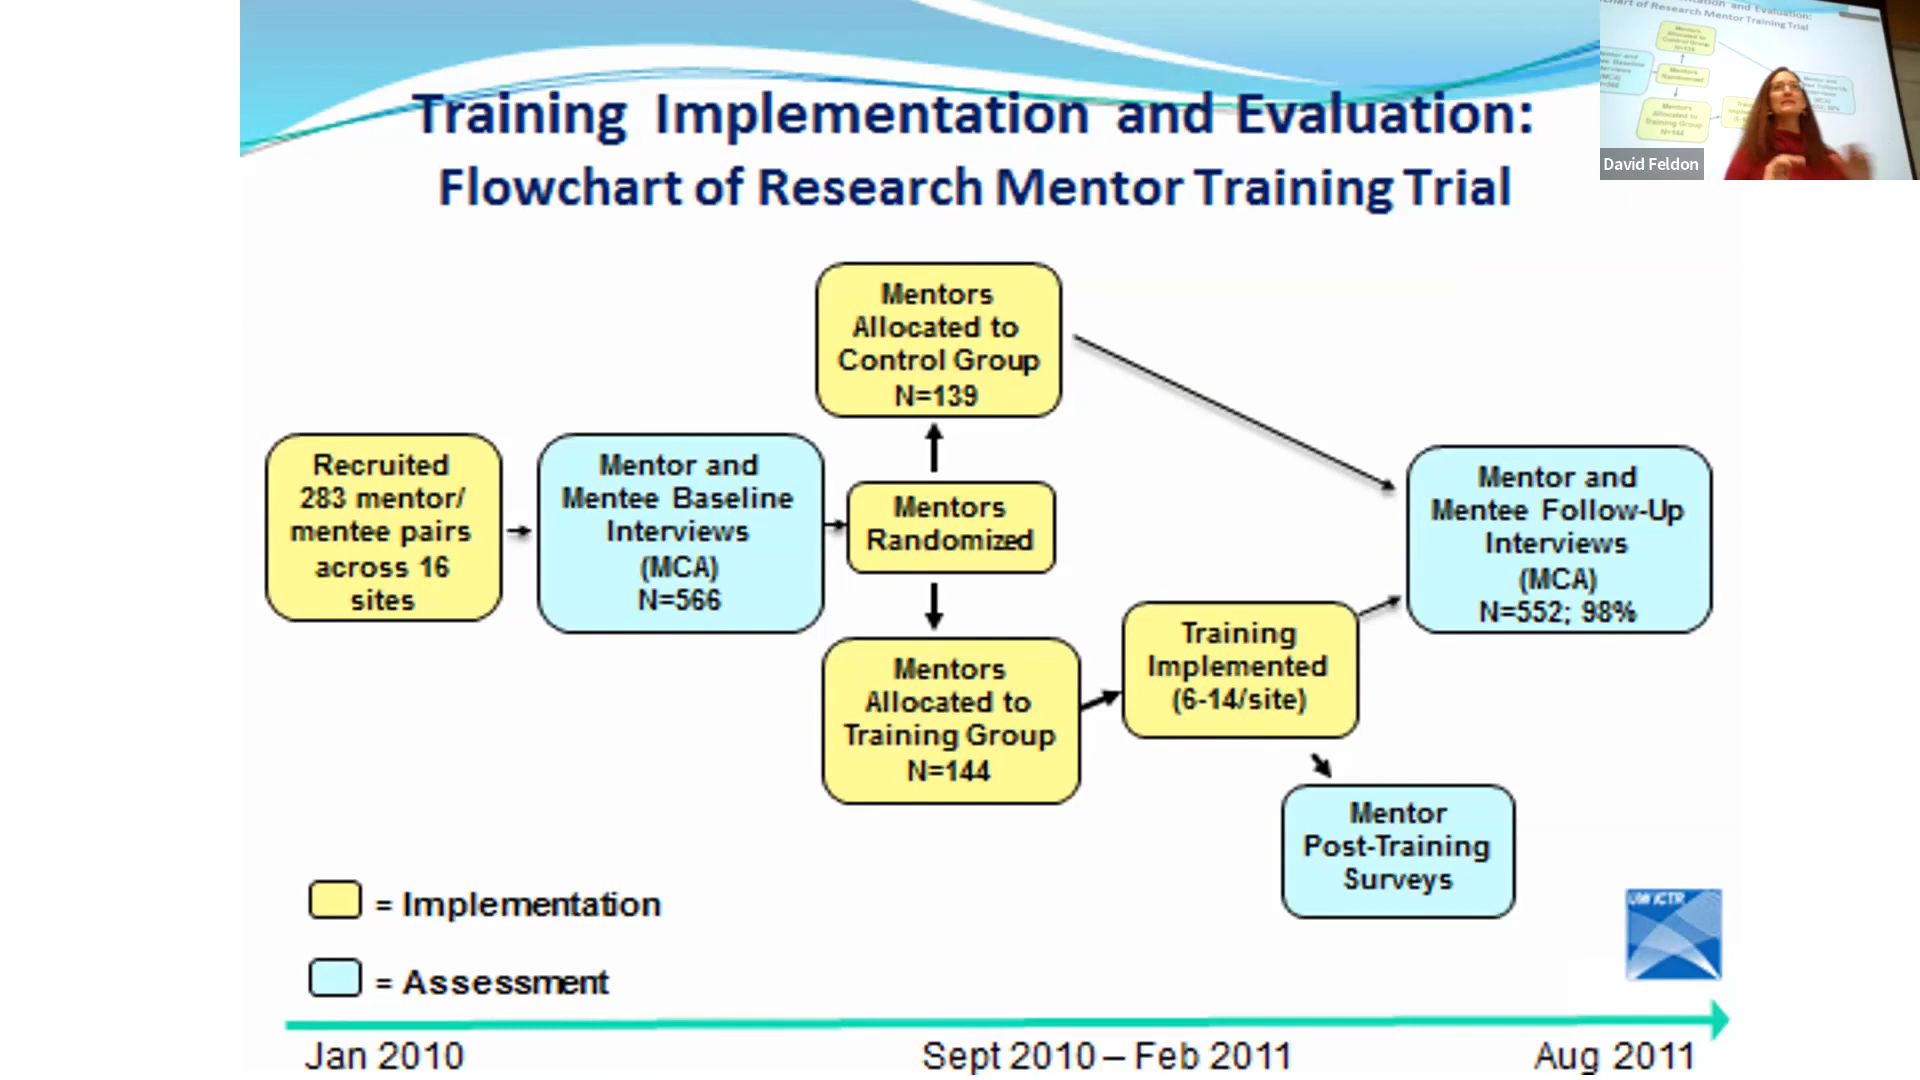 Training Implementation and Evaluation:
Flowchart of Research Mentor Training Trial
David Feldon
Mentors
Allocated to
Control Group
N=139
Recruited
283 mentor/
mentee pairs
across 16
sites
Mentor and
Mentee Baseline
Interviews
(MCA)
N=566
Mentors
Randomized
Mentors
Allocated to
Training Group
N=144
Training
Implemented
(6-14/site)
Mentor and
Mentee Follow-Up
Interviews
(MCA)
N=552; 98%
Mentor
Post-Training
Surveys
= Implementation
= Assessment
UW ICTR
Jan 2010
Sept 2010 – Feb 2011
Aug 2011